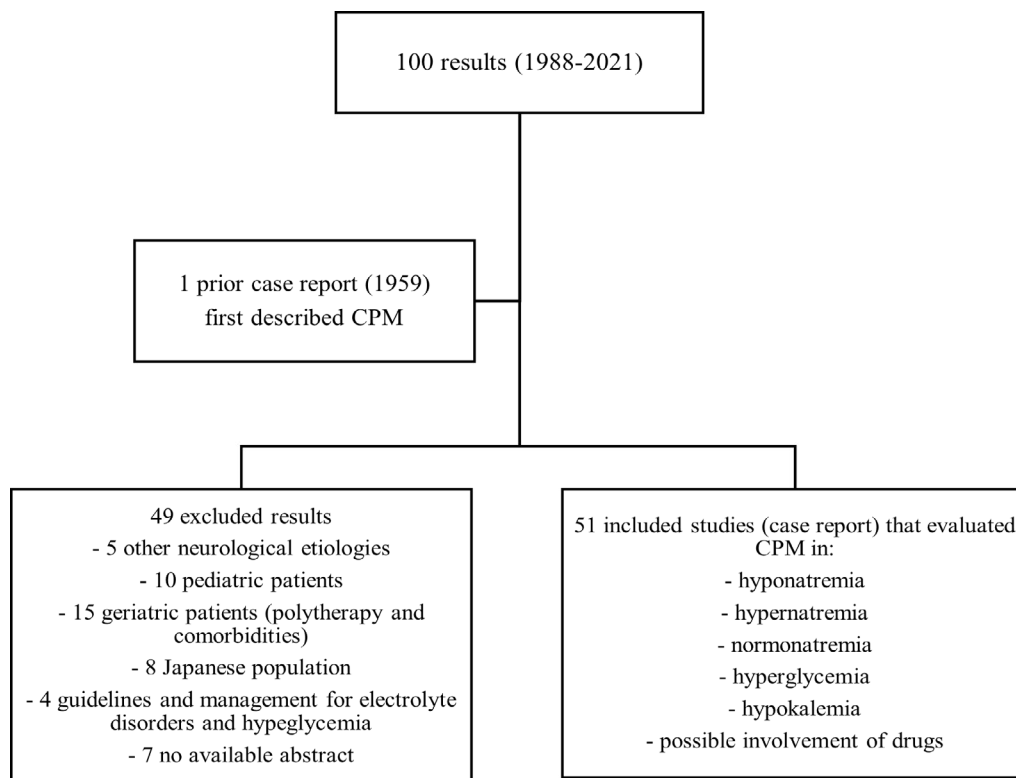 100 results (1988-2021)
1 prior case report (1959)
first described CPM
49 excluded results
- 5 other neurological etiologies
- 10 pediatric patients
- 15 geriatric patients (polytherapy and
comorbidities)
- 8 Japanese population
- 4 guidelines and management for electrolyte
disorders and hypeglycemia
- 7 no available abstract
51 included studies (case report) that evaluated
CPM in:
- hyponatremia
- hypernatremia
- normonatremia
- hyperglycemia
- hypokalemia
- possible involvement of drugs